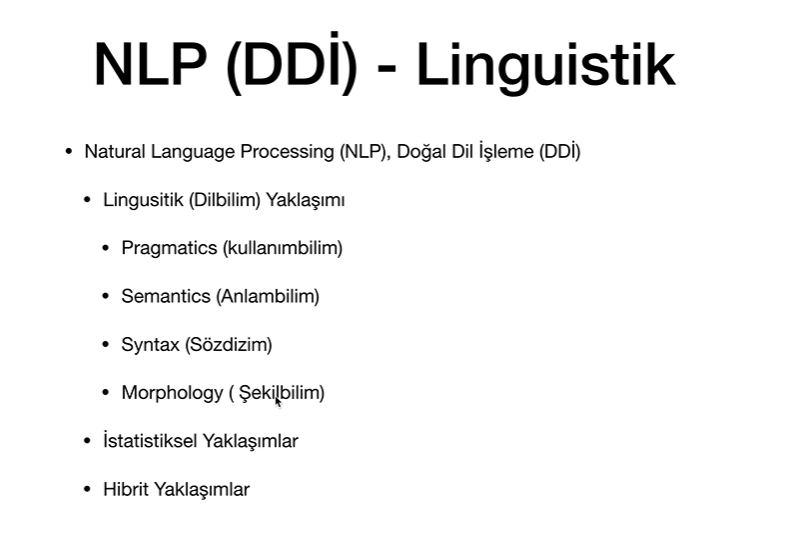 NLP (DDİ) - Linguistik
• Natural Language Processing (NLP), Doğal Dil İşleme (DDİ)
• Lingusitik (Dilbilim) Yaklaşımı
• Pragmatics (kullanımbilim)
• Semantics (Anlambilim)
• Syntax (Sözdizim)
• Morphology ( Şekilbilim)
• İstatistiksel Yaklaşımlar
• Hibrit Yaklaşımlar